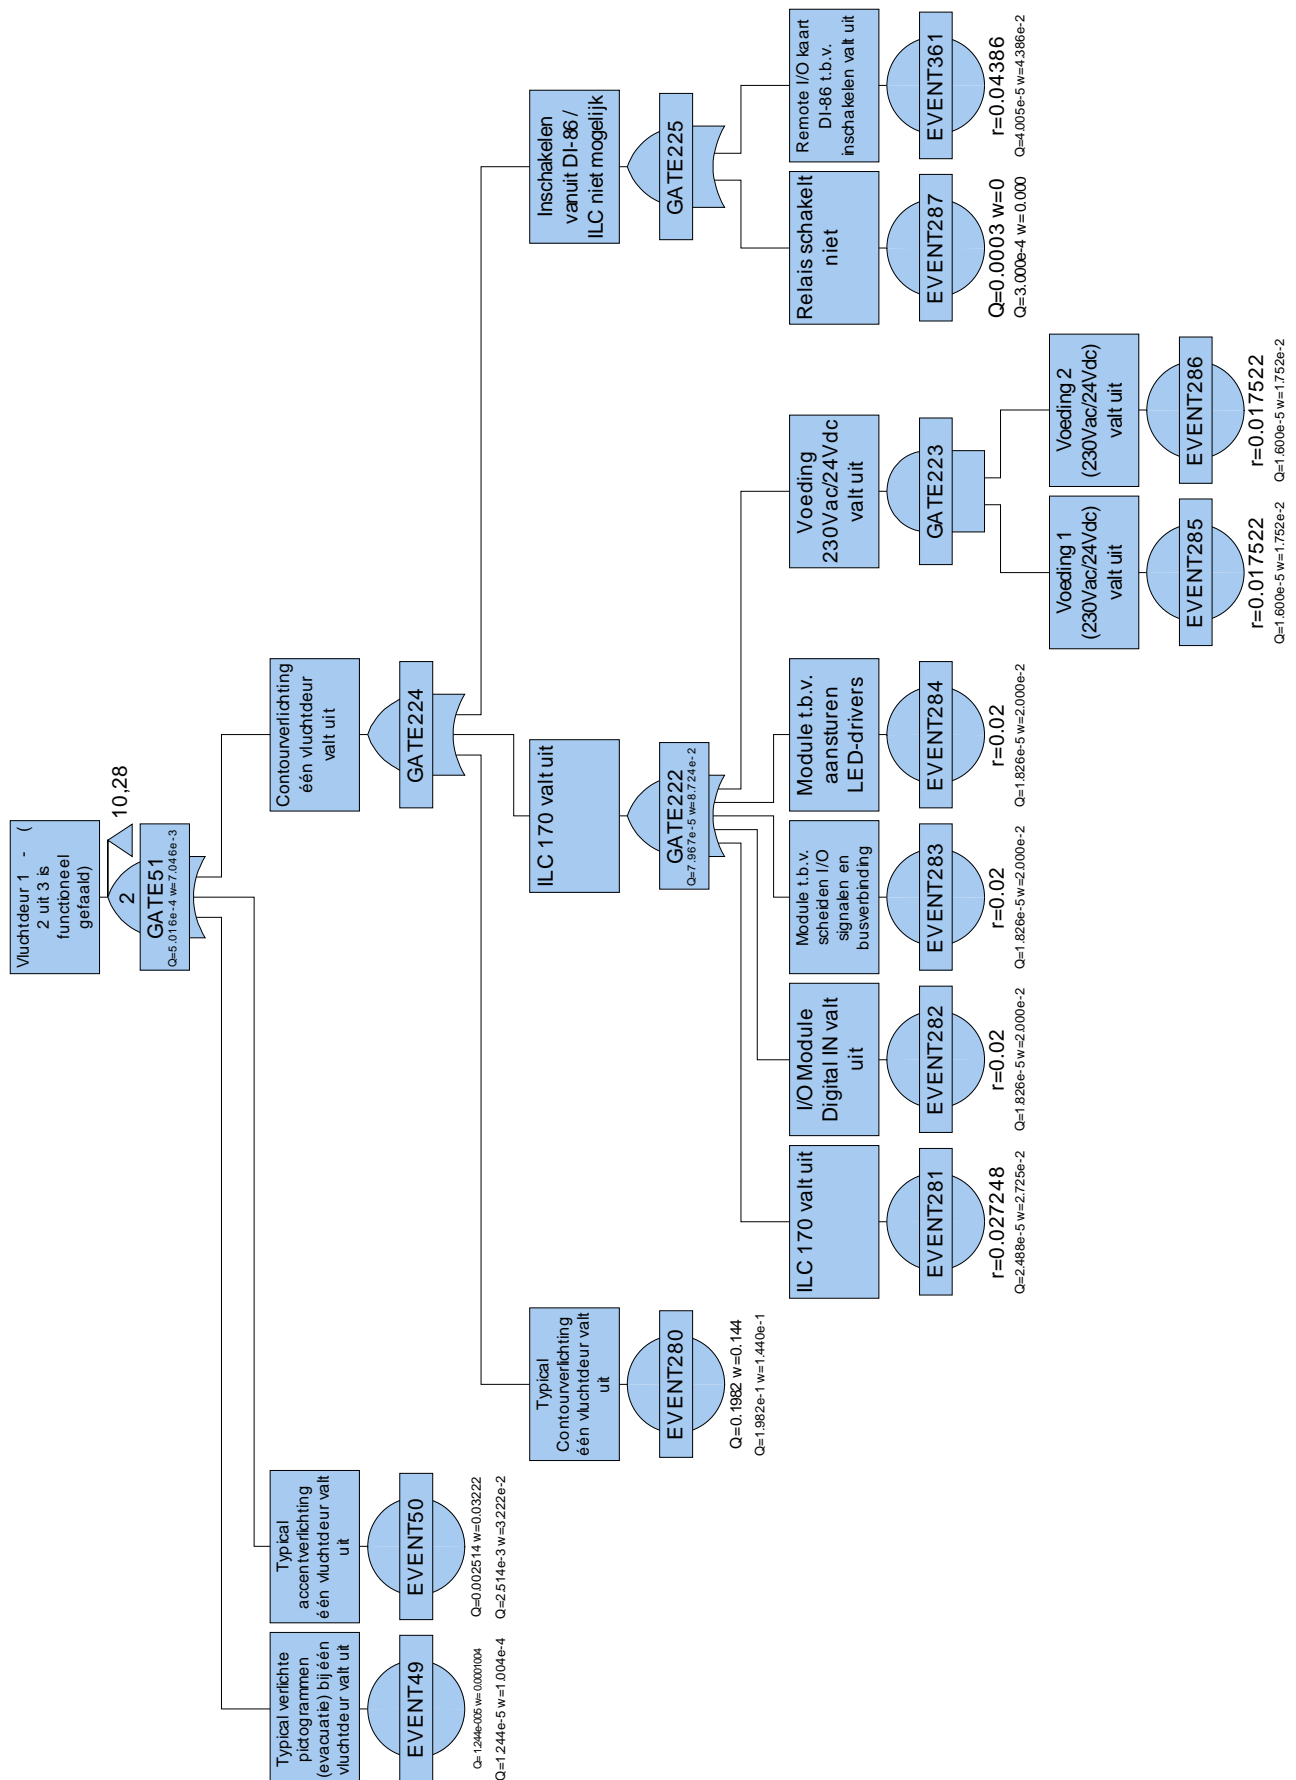 Vluchtdeur 1 - (
2 uit 3 is
functioneel
gefaald)
2
10,28
GATE51
Q=5.016e-4 w=7.046e-3
Typical verlichte
pictogrammen
(evacuatie) bij één
vluchtdeur valt uit
EVENT49
Q=1.244e-005 w=0.0001004
Q=1.244e-5 w=1.004e-4
Typical
accentverlichting
één vluchtdeur valt
uit
EVENT50
Q=0.002514 w=0.03222
Q=2.514e-3 w=3.222e-2
Contourverlichting
één vluchtdeur
valt uit
GATE224
Typical
Contourverlichting
één vluchtdeur valt
uit
EVENT280
Q=0.1982 w=0.144
Q=1.982e-1 w=1.440e-1
ILC 170 valt uit
GATE222
Q=7.967e-5 w=8.724e-2
Inschakelen
vanuit DI-86 /
ILC niet mogelijk
GATE225
ILC 170 valt uit
EVENT281
r=0.027248
Q=2.488e-5 w=2.725e-2
I/O Module
Digital IN valt
uit
EVENT282
r=0.02
Q=1.826e-5 w=2.000e-2
Module t.b.v.
scheiden I/O
signalen en
busverbinding
EVENT283
r=0.02
Q=1.826e-5 w=2.000e-2
Module t.b.v.
aansturen
LED-drivers
EVENT284
r=0.02
Q=1.826e-5 w=2.000e-2
Voeding
230Vac/24Vdc
valt uit
GATE223
Relais schakelt
niet
EVENT287
Q=0.0003 w=0
Q=3.000e-4 w=0.000
Remote I/O kaart
DI-86 t.b.v.
inschakelen valt uit
EVENT361
r=0.04386
Q=4.005e-5 w=4.386e-2
Voeding 1
(230Vac/24Vdc)
valt uit
EVENT285
r=0.017522
Q=1.600e-5 w=1.752e-2
Voeding 2
(230Vac/24Vdc)
valt uit
EVENT286
r=0.017522
Q=1.600e-5 w=1.752e-2